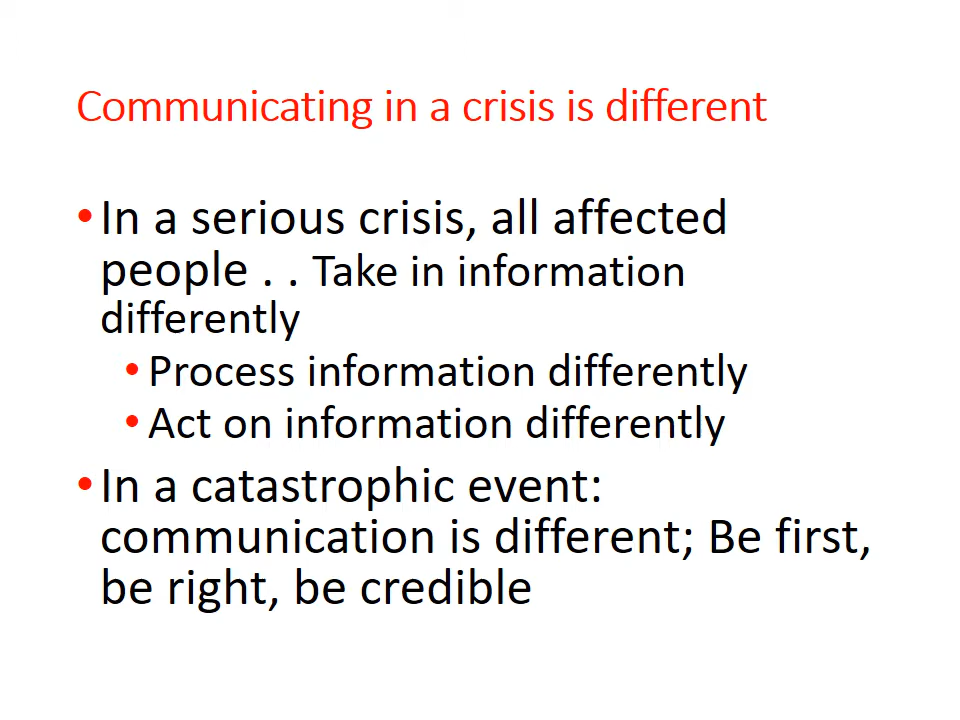 Communicating in a crisis is different
•In a serious crisis, all affected
people . . Take in information
differently
•Process information differently
•Act on information differently
•In a catastrophic event:
communication is different; Be first,
be right, be credible